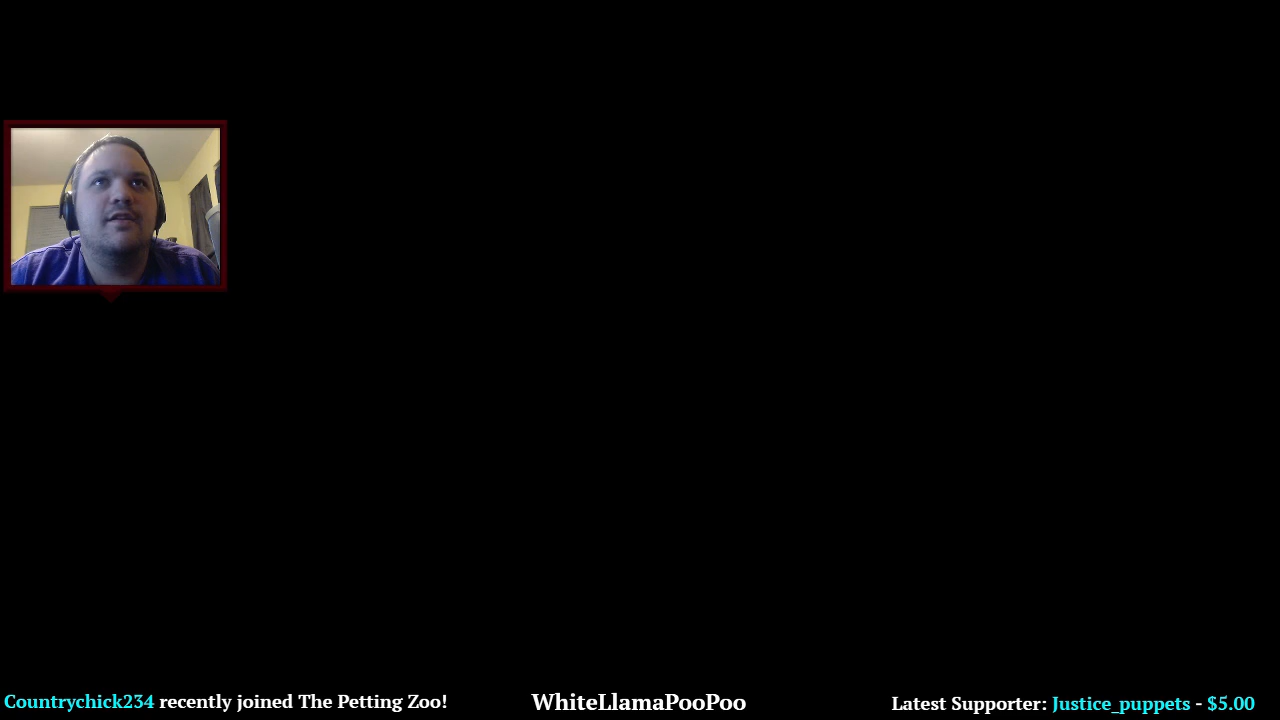 Countrychick234 recently joined The Petting Zoo!
WhiteLlamaPooPoo
Latest Supporter: Justice_puppets - $5.00